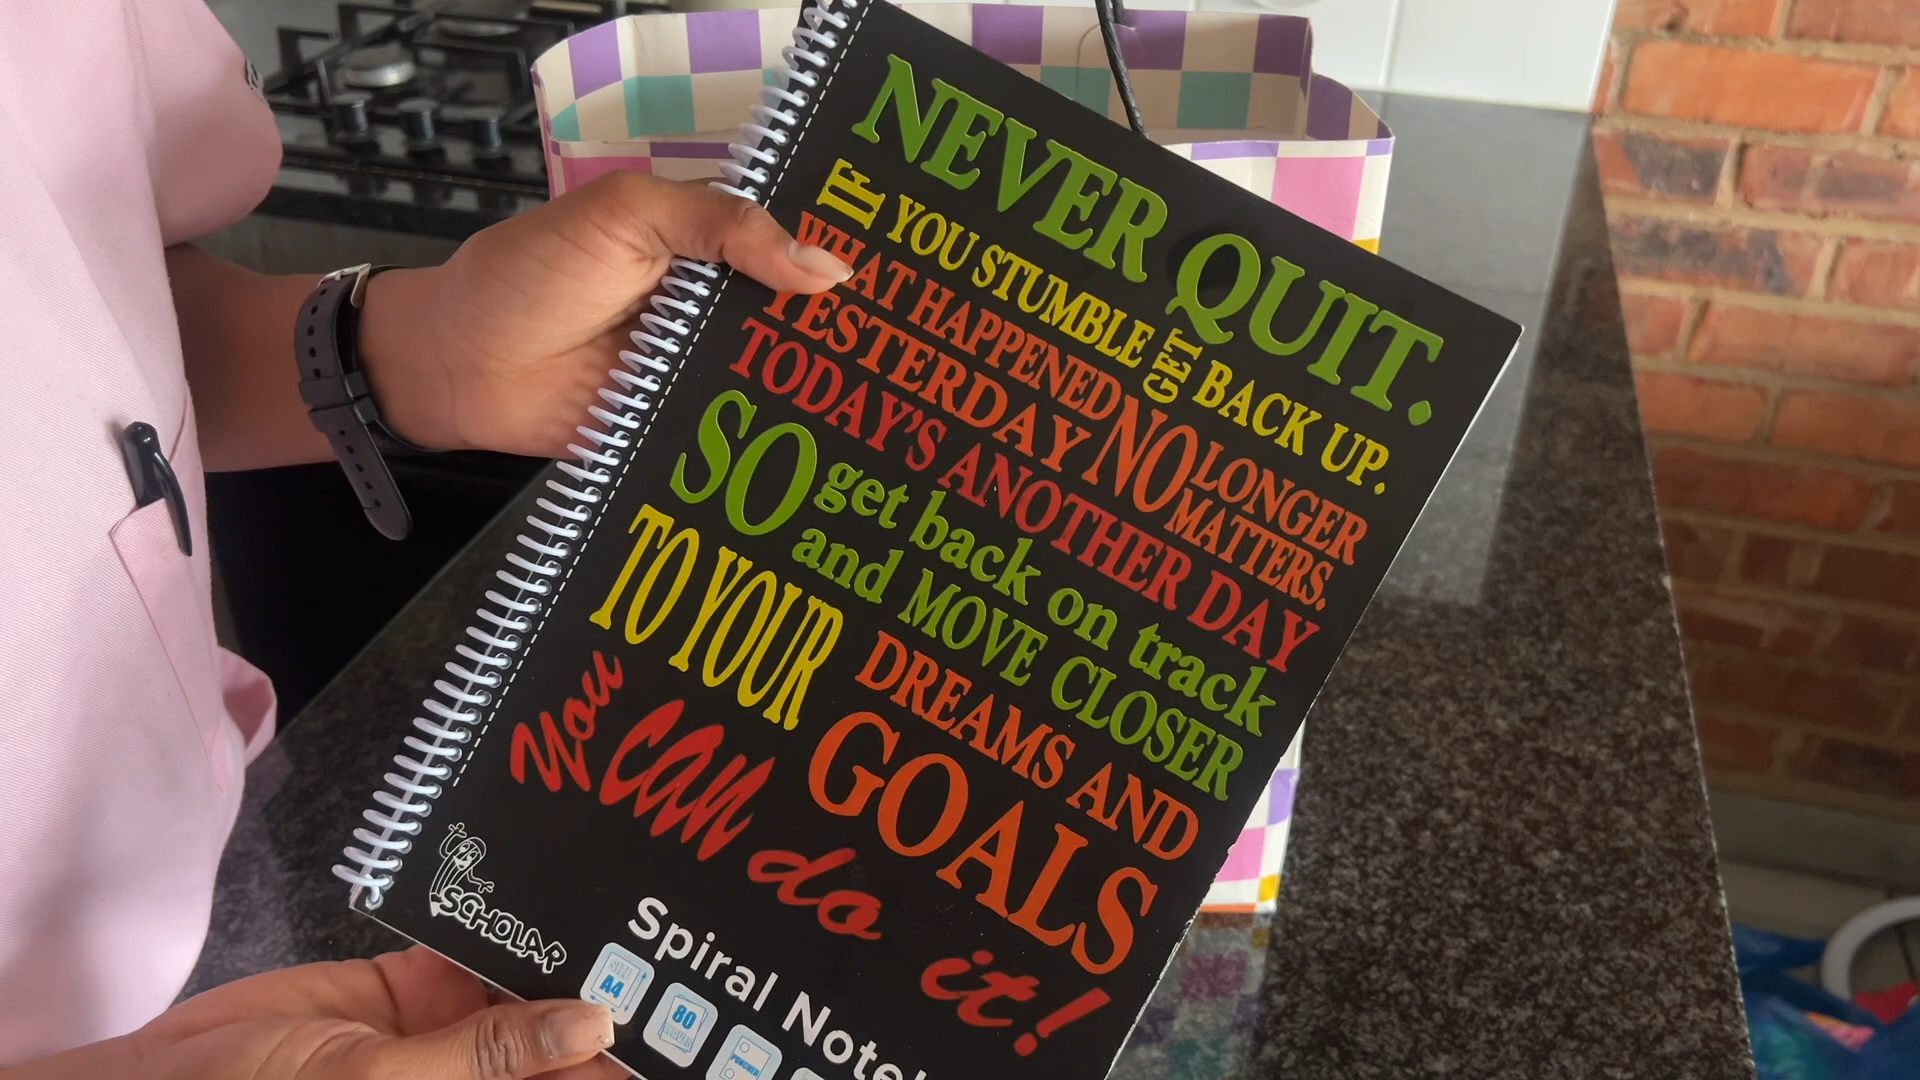 NEVER QUIT.
IF YOU STUMBLE GET BACK UP.
WHAT HAPPENED
YESTERDAY NO LONGER MATTERS.
TODAY'S ANOTHER DAY
SO get back on track
and MOVE CLOSER
TO YOUR DREAMS AND
GOALS
You can do it!
SCHOLAR
Spiral Note
SIZE
A4
80
PUNCHED